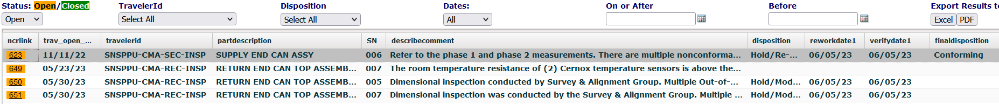 Status: Open/Closed TravelerId Disposition Dates: On or After Before Export Results t
Open Select All Select All All Excel PDF
ncrlink trav_open_... travelerid partdescription SN describecomment disposition reworkdate1 verifydate1 finaldisposition
623 11/11/22 SNSPPU-CMA-SEC-INSP SUPPLY END CAN ASSY 006 Refer to the phase 1 and phase 2 measurements. There are multiple nonconforma... Hold/Re-... 06/05/23 06/05/23 Conforming
649 05/23/23 SNSPPU-CMA-REC-INSP RETURN END CAN TOP ASSEMB... 007 The room temperature resistance of (2) Cernox temperature sensors is above the...
650 05/30/23 SNSPPU-CMA-REC-INSP RETURN END CAN TOP ASSEMB... 005 Dimensional inspection conducted by Survey & Alignment Group. Multiple Out-of-... Hold/Mod... 06/05/23 06/05/23
651 05/30/23 SNSPPU-CMA-REC-INSP RETURN END CAN TOP ASSEMB... 007 Dimensional inspection was conducted by the Survey & Alignment Group. Multiple ... Hold/Mod... 06/05/23 06/05/23